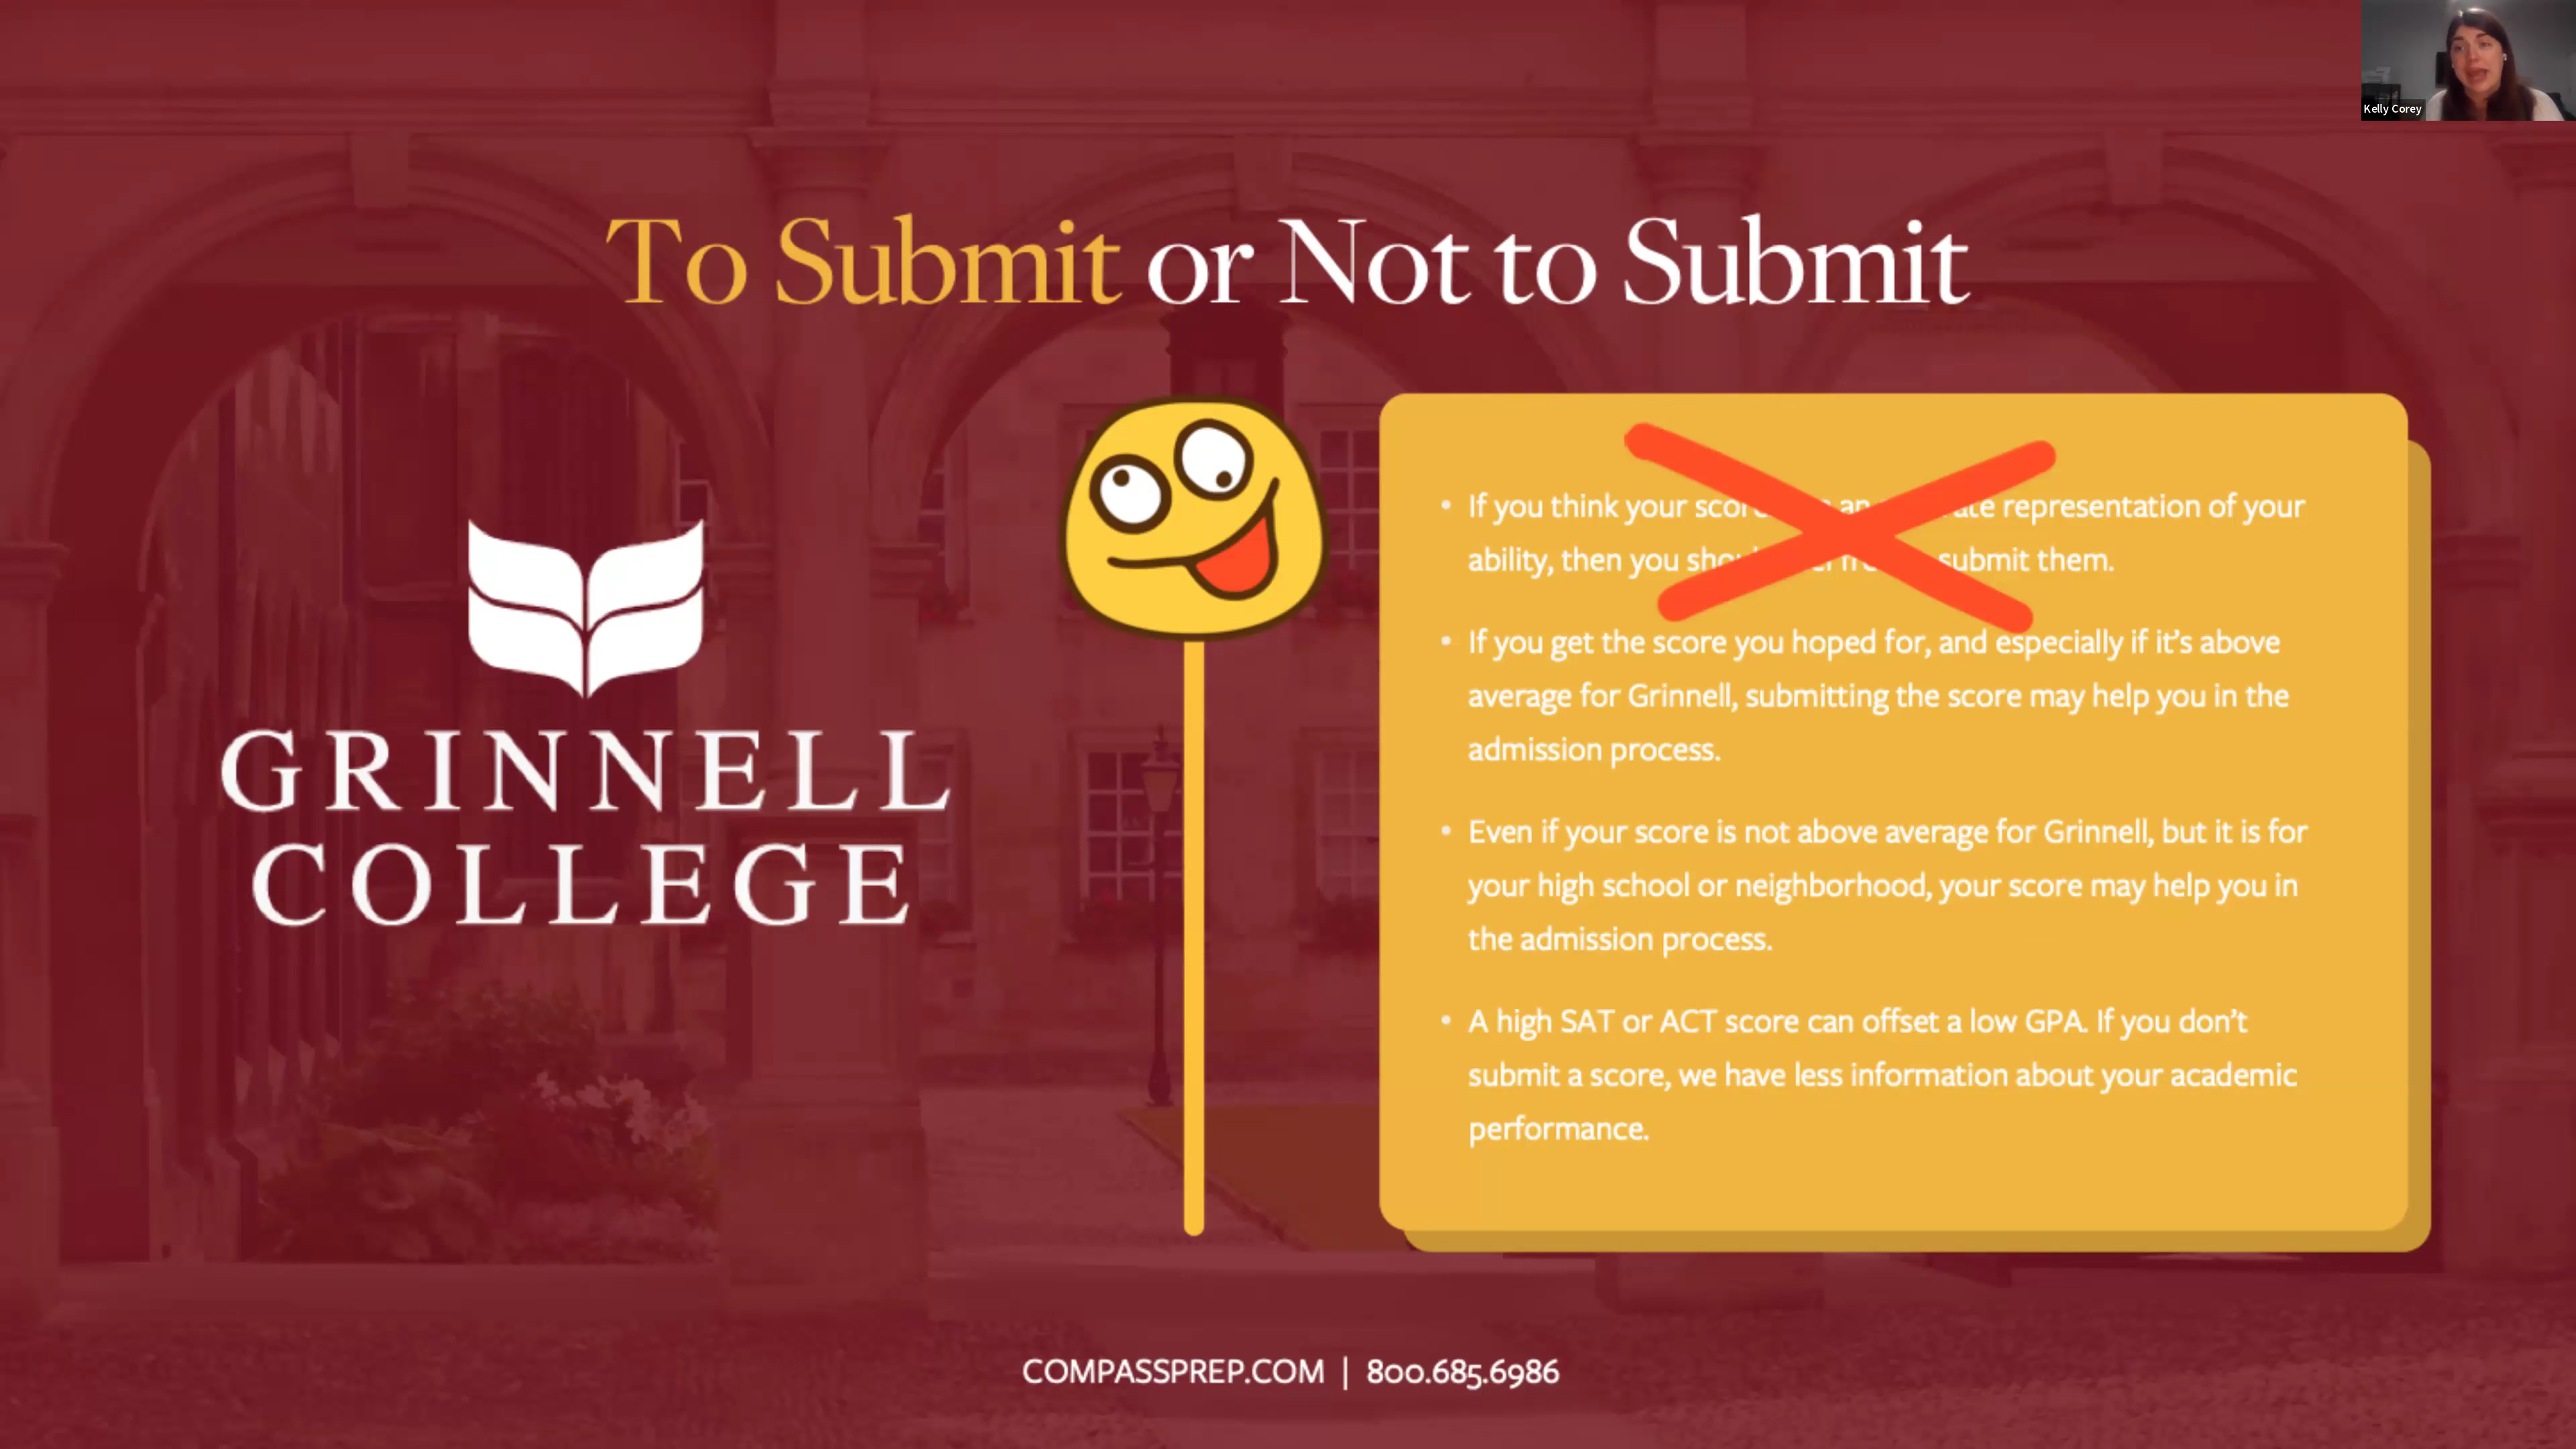 Kelly Corey
To Submit or Not to Submit
GRINNELL
COLLEGE
• If you think your representation of your
ability, then you submit them.
• If you get the score you hoped for, and especially if it's above
average for Grinnell, submitting the score may help you in the
admission process.
• Even if your score is not above average for Grinnell, but it is for
your high school or neighborhood, your score may help you in
the admission process.
• A high SAT or ACT score can offset a low GPA. If you don't
submit a score, we have less information about your academic
performance.
COMPASSPREP.COM | 800.685.6986